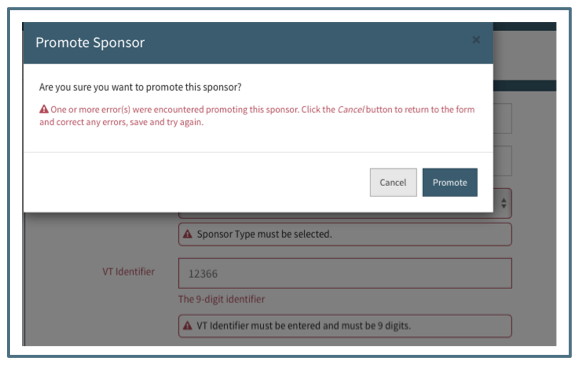 Promote Sponsor ×
Are you sure you want to promote this sponsor?
One or more error(s) were encountered promoting this sponsor. Click the Cancel button to return to the form
and correct any errors, save and try again.
Cancel Promote
Sponsor Type must be selected.
VT Identifier 12366
The 9-digit identifier
VT Identifier must be entered and must be 9 digits.